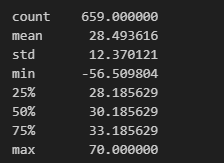 count 659.000000
mean 28.493616
std 12.370121
min -56.509804
25% 28.185629
50% 30.185629
75% 33.185629
max 70.000000